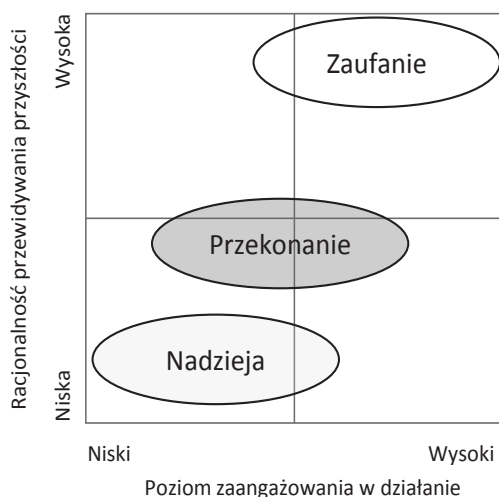 Racjonalność przewidywania przyszłości
Wysoka
Niska
Zaufanie
Przekonanie
Nadzieja
Niski
Wysoki
Poziom zaangażowania w działanie